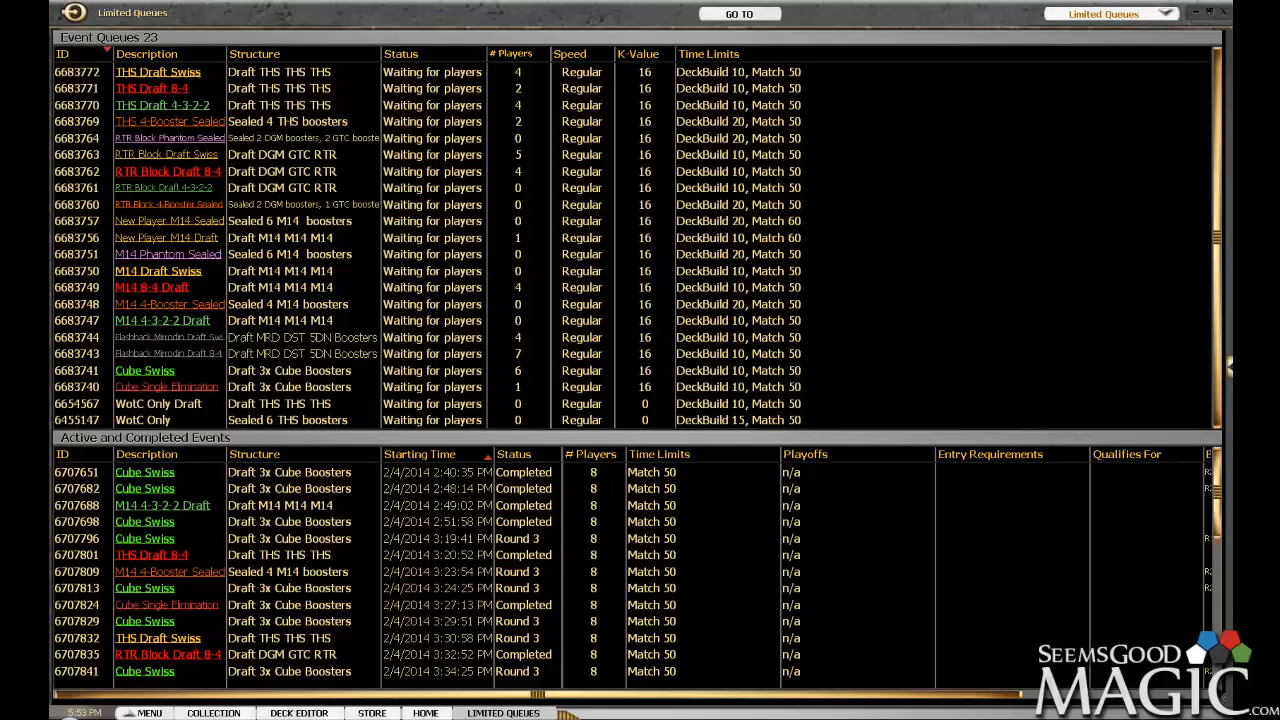 Limited Queues GO TO Limited Queues
Event Queues 23
ID Description Structure Status # Players Speed K-Value Time Limits
6683772 THS Draft Swiss Draft THS THS THS Waiting for players 4 Regular 16 DeckBuild 10, Match 50
6683771 THS Draft 8-4 Draft THS THS THS Waiting for players 2 Regular 16 DeckBuild 10, Match 50
6683770 THS Draft 4-3-2-2 Draft THS THS THS Waiting for players 4 Regular 16 DeckBuild 10, Match 50
6683769 THS 4-Booster Sealed Sealed 4 THS boosters Waiting for players 2 Regular 16 DeckBuild 20, Match 50
6683764 RTR Block Phantom Sealed Sealed 2 DGM boosters, 2 GTC booste Waiting for players 0 Regular 16 DeckBuild 20, Match 50
6683763 RTR Block Draft Swiss Draft DGM GTC RTR Waiting for players 5 Regular 16 DeckBuild 10, Match 50
6683762 RTR Block Draft 8-4 Draft DGM GTC RTR Waiting for players 4 Regular 16 DeckBuild 10, Match 50
6683761 RTR Block Draft 4-3-2-2 Draft DGM GTC RTR Waiting for players 0 Regular 16 DeckBuild 10, Match 50
6683760 RTR Block 4-Booster Sealed Sealed 2 DGM boosters, 1 GTC booste Waiting for players 0 Regular 16 DeckBuild 20, Match 50
6683757 New Player M14 Sealed Sealed 6 M14 boosters Waiting for players 0 Regular 16 DeckBuild 20, Match 60
6683756 New Player M14 Draft Draft M14 M14 M14 Waiting for players 1 Regular 16 DeckBuild 10, Match 60
6683751 M14 Phantom Sealed Sealed 6 M14 boosters Waiting for players 0 Regular 16 DeckBuild 20, Match 50
6683750 M14 Draft Swiss Draft M14 M14 M14 Waiting for players 0 Regular 16 DeckBuild 10, Match 50
6683749 M14 8-4 Draft Draft M14 M14 M14 Waiting for players 4 Regular 16 DeckBuild 10, Match 50
6683748 M14 4-Booster Sealed Sealed 4 M14 boosters Waiting for players 0 Regular 16 DeckBuild 20, Match 50
6683747 M14 4-3-2-2 Draft Draft M14 M14 M14 Waiting for players 0 Regular 16 DeckBuild 10, Match 50
6683744 Flashback Mirrodin Draft Swi Draft MRD DST 5DN Boosters Waiting for players 4 Regular 16 DeckBuild 10, Match 50
6683743 Flashback Mirrodin Draft 8-4 Draft MRD DST 5DN Boosters Waiting for players 7 Regular 16 DeckBuild 10, Match 50
6683741 Cube Swiss Draft 3x Cube Boosters Waiting for players 6 Regular 16 DeckBuild 10, Match 50
6683740 Cube Single Elimination Draft 3x Cube Boosters Waiting for players 1 Regular 16 DeckBuild 10, Match 50
6654567 WotC Only Draft Draft THS THS THS Waiting for players 0 Regular 0 DeckBuild 10, Match 50
6455147 WotC Only Sealed 6 THS boosters Waiting for players 0 Regular 0 DeckBuild 15, Match 50
Active and Completed Events
ID Description Structure Starting Time Status # Players Time Limits Playoffs Entry Requirements Qualifies For
6707651 Cube Swiss Draft 3x Cube Boosters 2/4/2014 2:40:35 PM Completed 8 Match 50 n/a
6707682 Cube Swiss Draft 3x Cube Boosters 2/4/2014 2:48:14 PM Completed 8 Match 50 n/a
6707688 M14 4-3-2-2 Draft Draft M14 M14 M14 2/4/2014 2:49:02 PM Completed 8 Match 50 n/a
6707698 Cube Swiss Draft 3x Cube Boosters 2/4/2014 2:51:58 PM Completed 8 Match 50 n/a
6707796 Cube Swiss Draft 3x Cube Boosters 2/4/2014 3:19:41 PM Round 3 8 Match 50 n/a
6707801 THS Draft 8-4 Draft THS THS THS 2/4/2014 3:20:52 PM Completed 8 Match 50 n/a
6707809 M14 4-Booster Sealed Sealed 4 M14 boosters 2/4/2014 3:23:54 PM Round 3 8 Match 50 n/a
6707813 Cube Swiss Draft 3x Cube Boosters 2/4/2014 3:24:25 PM Round 3 8 Match 50 n/a
6707824 Cube Single Elimination Draft 3x Cube Boosters 2/4/2014 3:27:13 PM Completed 8 Match 50 n/a
6707829 Cube Swiss Draft 3x Cube Boosters 2/4/2014 3:29:51 PM Round 3 8 Match 50 n/a
6707832 THS Draft Swiss Draft THS THS THS 2/4/2014 3:30:58 PM Round 3 8 Match 50 n/a
6707835 RTR Block Draft 8-4 Draft DGM GTC RTR 2/4/2014 3:32:52 PM Completed 8 Match 50 n/a
6707841 Cube Swiss Draft 3x Cube Boosters 2/4/2014 3:34:25 PM Round 3 8 Match 50 n/a
SEEMSGOOD
MAGIC.COM
5:53 PM MENU COLLECTION DECK EDITOR STORE HOME LIMITED QUEUES